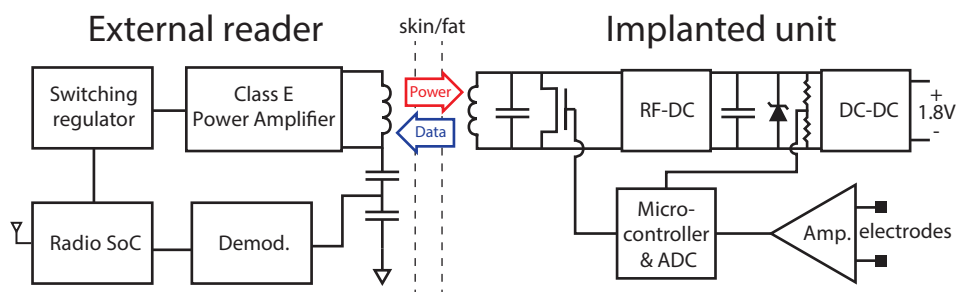 External reader
skin/fat
Implanted unit
Switching
regulator
Class E
Power Amplifier
Power
Data
RF-DC
DC-DC
+
1.8V
-
Radio SoC
Demod.
Micro-
controller
& ADC
Amp.
electrodes